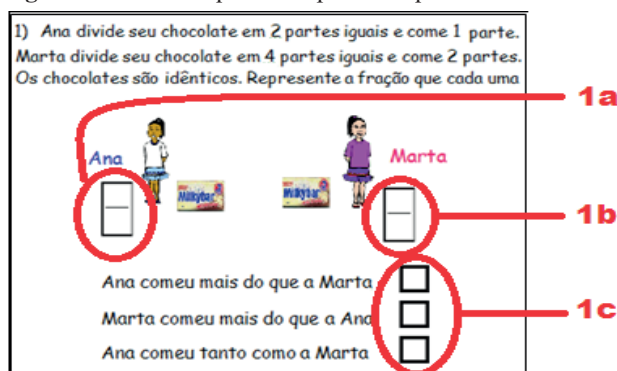 1) Ana divide seu chocolate em 2 partes iguais e come 1 parte.
Marta divide seu chocolate em 4 partes iguais e come 2 partes.
Os chocolates são idênticos. Represente a fração que cada uma
1a
Ana
Marta
Milkybar
Milkybar
1b
Ana comeu mais do que a Marta
1c
Marta comeu mais do que a Ana
Ana comeu tanto como a Marta